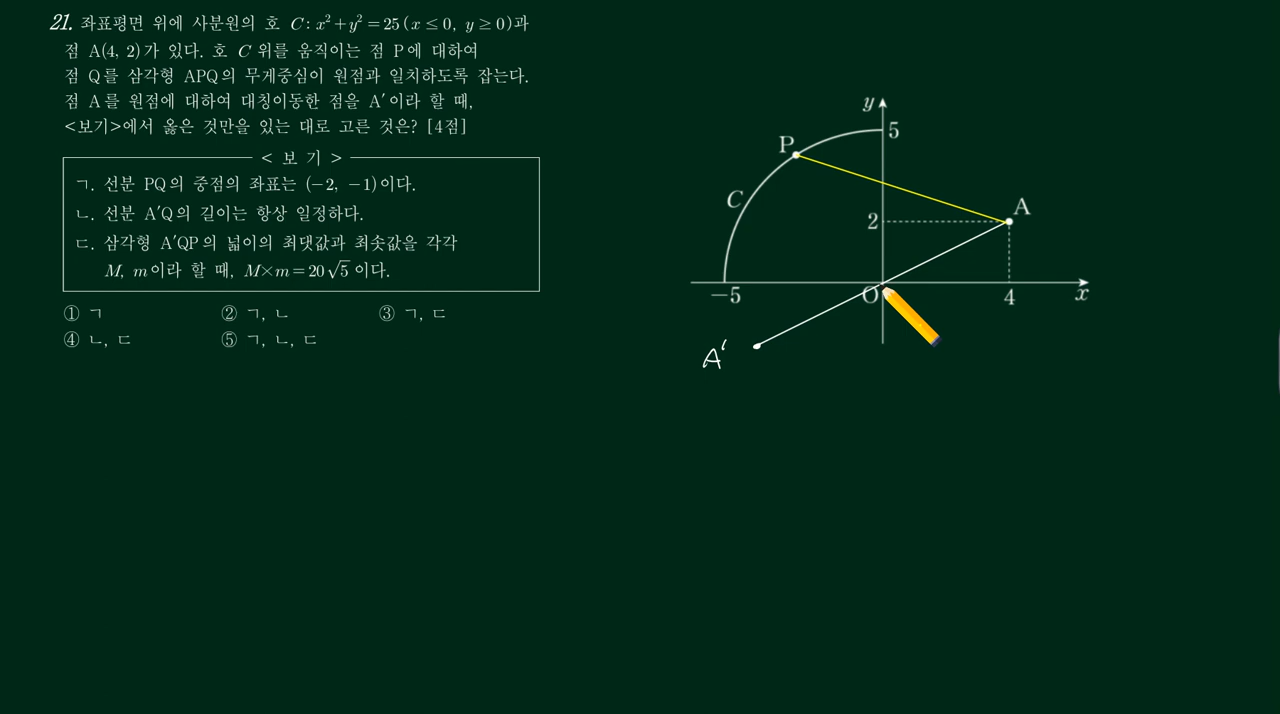 21. 좌표평면 위에 사분원의 호 C: x²+y²=25 (x≤0, y≥0)과
점 A(4, 2)가 있다. 호 C 위를 움직이는 점 P에 대하여
점 Q를 삼각형 APQ의 무게중심이 원점과 일치하도록 잡는다.
점 A를 원점에 대하여 대칭이동한 점을 A′이라 할 때,
<보기>에서 옳은 것만을 있는 대로 고른 것은? [4점]
< 보 기 >
ㄱ. 선분 PQ의 중점의 좌표는 (−2, −1)이다.
ㄴ. 선분 A′Q의 길이는 항상 일정하다.
ㄷ. 삼각형 A′QP의 넓이의 최댓값과 최솟값을 각각
M, m이라 할 때, M×m=20√5이다.
① ㄱ ② ㄱ, ㄴ ③ ㄱ, ㄷ
④ ㄴ, ㄷ ⑤ ㄱ, ㄴ, ㄷ
y
5
P
C
A
2
−5
O
4
x
A′